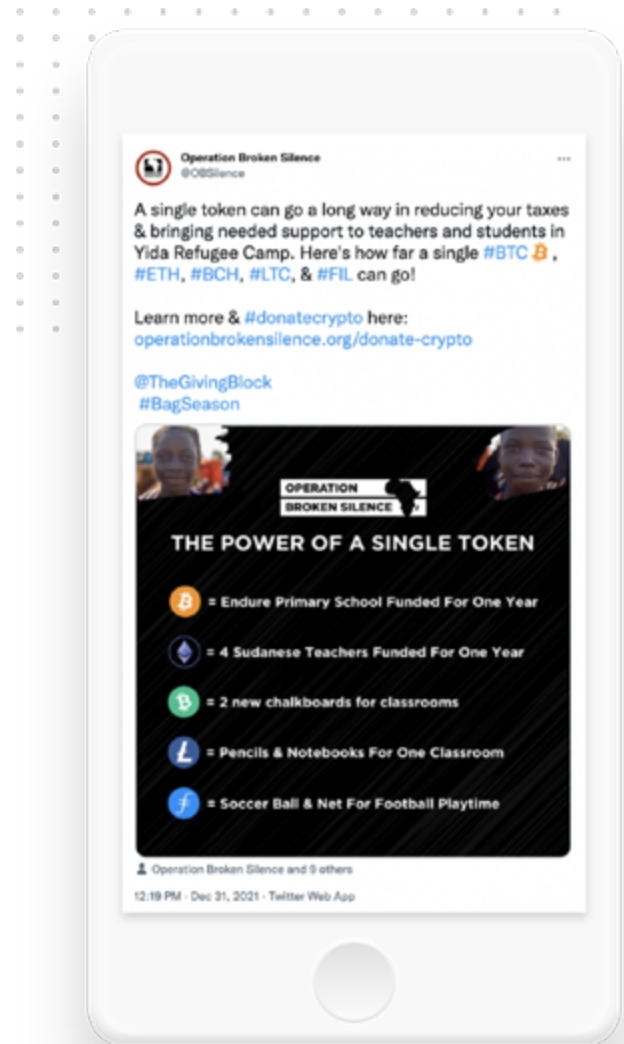 Operation Broken Silence
@OBSilence
A single token can go a long way in reducing your taxes
& bringing needed support to teachers and students in
Yida Refugee Camp. Here's how far a single #BTC ,
#ETH, #BCH, #LTC, & #FIL can go!
Learn more & #donatecrypto here:
operationbrokensilence.org/donate-crypto
@TheGivingBlock
#BagSeason
OPERATION
BROKEN SILENCE
THE POWER OF A SINGLE TOKEN
= Endure Primary School Funded For One Year
= 4 Sudanese Teachers Funded For One Year
= 2 new chalkboards for classrooms
= Pencils & Notebooks For One Classroom
= Soccer Ball & Net For Football Playtime
Operation Broken Silence and 9 others
12:19 PM · Dec 31, 2021 · Twitter Web App